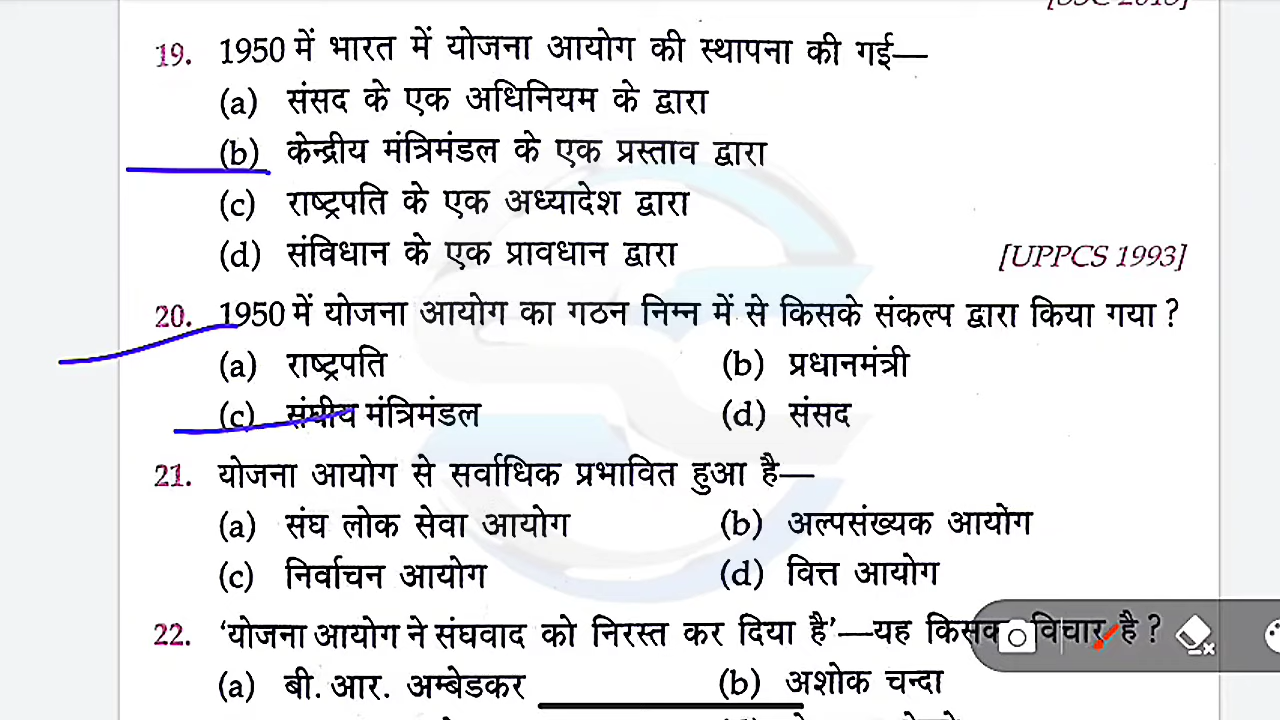 [SSC 2013]
19. 1950 में भारत में योजना आयोग की स्थापना की गई—
(a) संसद के एक अधिनियम के द्वारा
(b) केन्द्रीय मंत्रिमंडल के एक प्रस्ताव द्वारा
(c) राष्ट्रपति के एक अध्यादेश द्वारा
(d) संविधान के एक प्रावधान द्वारा [UPPCS 1993]
20. 1950 में योजना आयोग का गठन निम्न में से किसके संकल्प द्वारा किया गया ?
(a) राष्ट्रपति (b) प्रधानमंत्री
(c) संघीय मंत्रिमंडल (d) संसद
21. योजना आयोग से सर्वाधिक प्रभावित हुआ है—
(a) संघ लोक सेवा आयोग (b) अल्पसंख्यक आयोग
(c) निर्वाचन आयोग (d) वित्त आयोग
22. ‘योजना आयोग ने संघवाद को निरस्त कर दिया है’—यह विचार है ?
(a) बी. आर. अम्बेडकर (b) अशोक चन्दा